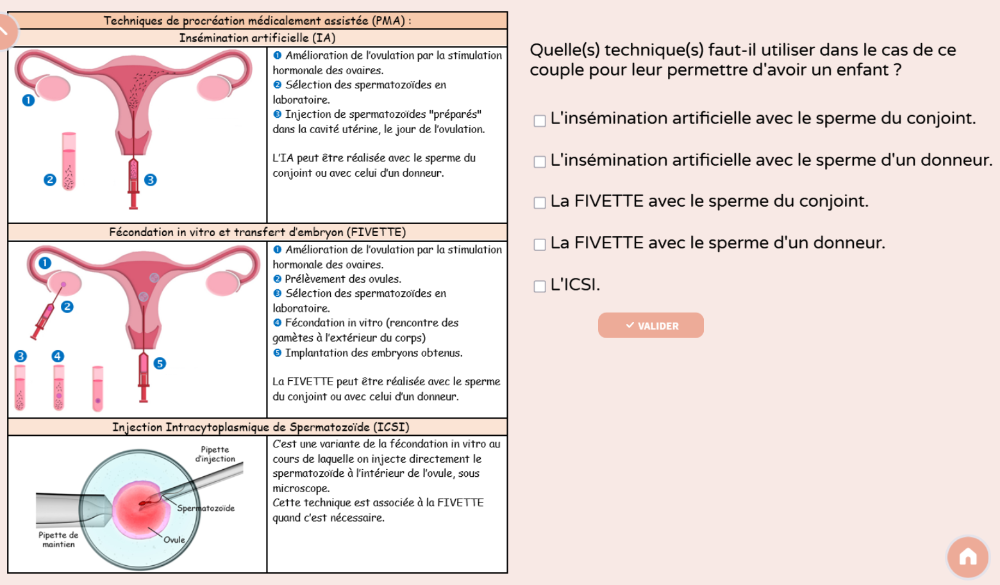 Techniques de procréation médicalement assistée (PMA) :
Insémination artificielle (IA)
1
2
3
❶ Amélioration de l'ovulation par la stimulation
hormonale des ovaires.
❷ Sélection des spermatozoïdes en
laboratoire.
❸ Injection de spermatozoïdes "préparés"
dans la cavité utérine, le jour de l'ovulation.
L'IA peut être réalisée avec le sperme du
conjoint ou avec celui d'un donneur.
Fécondation in vitro et transfert d'embryon (FIVETTE)
1
2
3
4
5
❶ Amélioration de l'ovulation par la stimulation
hormonale des ovaires.
❷ Prélèvement des ovules.
❸ Sélection des spermatozoïdes en
laboratoire.
❹ Fécondation in vitro (rencontre des
gamètes à l'extérieur du corps)
❺ Implantation des embryons obtenus.
La FIVETTE peut être réalisée avec le sperme
du conjoint ou avec celui d'un donneur.
Injection Intracytoplasmique de Spermatozoïde (ICSI)
Pipette
d'injection
Spermatozoïde
Ovule
Pipette de
maintien
C'est une variante de la fécondation in vitro au
cours de laquelle on injecte directement le
spermatozoïde à l'intérieur de l'ovule, sous
microscope.
Cette technique est associée à la FIVETTE
quand c'est nécessaire.
Quelle(s) technique(s) faut-il utiliser dans le cas de ce
couple pour leur permettre d'avoir un enfant ?
L'insémination artificielle avec le sperme du conjoint.
L'insémination artificielle avec le sperme d'un donneur.
La FIVETTE avec le sperme du conjoint.
La FIVETTE avec le sperme d'un donneur.
L'ICSI.
VALIDER